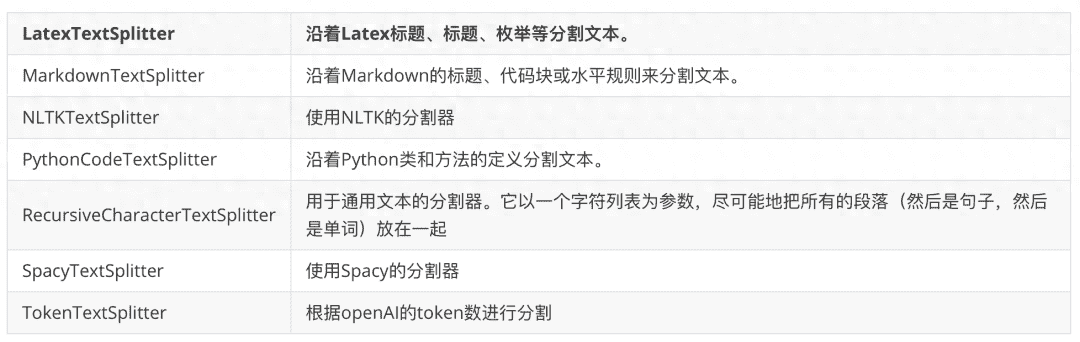 LatexTextSplitter 沿着Latex标题、标题、枚举等分割文本。
MarkdownTextSplitter 沿着Markdown的标题、代码块或水平规则来分割文本。
NLTKTextSplitter 使用NLTK的分割器
PythonCodeTextSplitter 沿着Python类和方法的定义分割文本。
RecursiveCharacterTextSplitter 用于通用文本的分割器。它以一个字符列表为参数，尽可能地把所有的段落（然后是句子，然后
是单词）放在一起
SpacyTextSplitter 使用Spacy的分割器
TokenTextSplitter 根据openAI的token数进行分割